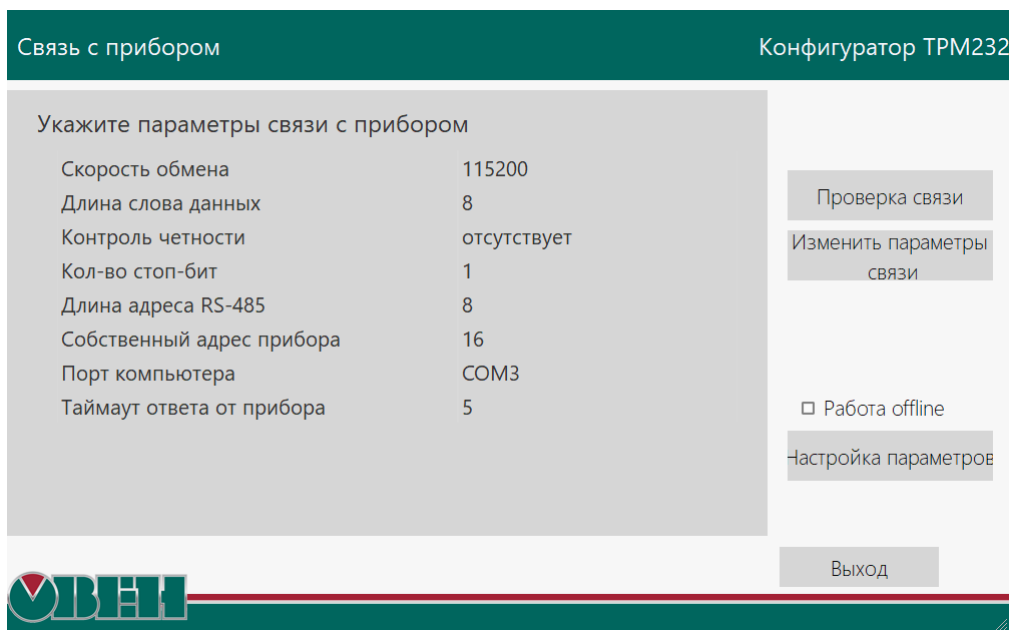 Связь с прибором
Конфигуратор ТРМ232
Укажите параметры связи с прибором
Скорость обмена 115200
Длина слова данных 8
Контроль четности отсутствует
Кол-во стоп-бит 1
Длина адреса RS-485 8
Собственный адрес прибора 16
Порт компьютера COM3
Таймаут ответа от прибора 5
Проверка связи
Изменить параметры
связи
Работа offline
Настройка параметров
Выход
ОВЕН